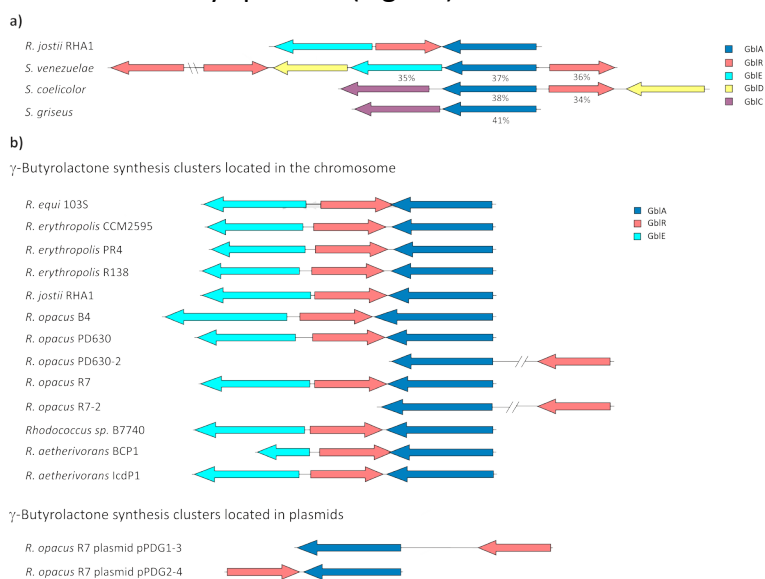 a)
R. jostii RHA1
S. venezuelae
35%
37%
36%
S. coelicolor
38%
34%
S. griseus
41%
GblA
GblR
GblE
GblD
GblC
b)
γ-Butyrolactone synthesis clusters located in the chromosome
R. equi 103S
R. erythropolis CCM2595
R. erythropolis PR4
R. erythropolis R138
R. jostii RHA1
R. opacus B4
R. opacus PD630
R. opacus PD630-2
R. opacus R7
R. opacus R7-2
Rhodococcus sp. B7740
R. aetherivorans BCP1
R. aetherivorans IcdP1
GblA
GblR
GblE
γ-Butyrolactone synthesis clusters located in plasmids
R. opacus R7 plasmid pPDG1-3
R. opacus R7 plasmid pPDG2-4